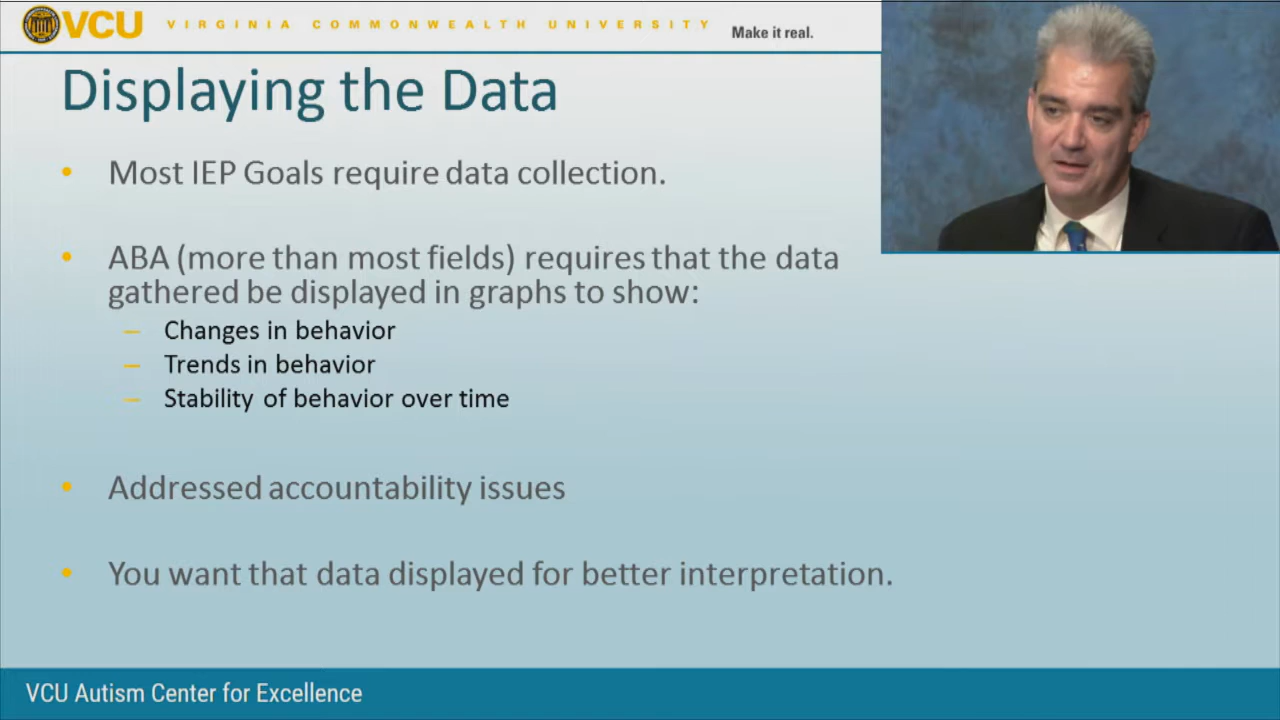 VCU VIRGINIA COMMONWEALTH UNIVERSITY Make it real.
Displaying the Data
• Most IEP Goals require data collection.
• ABA (more than most fields) requires that the data
gathered be displayed in graphs to show:
– Changes in behavior
– Trends in behavior
– Stability of behavior over time
• Addressed accountability issues
• You want that data displayed for better interpretation.
VCU Autism Center for Excellence